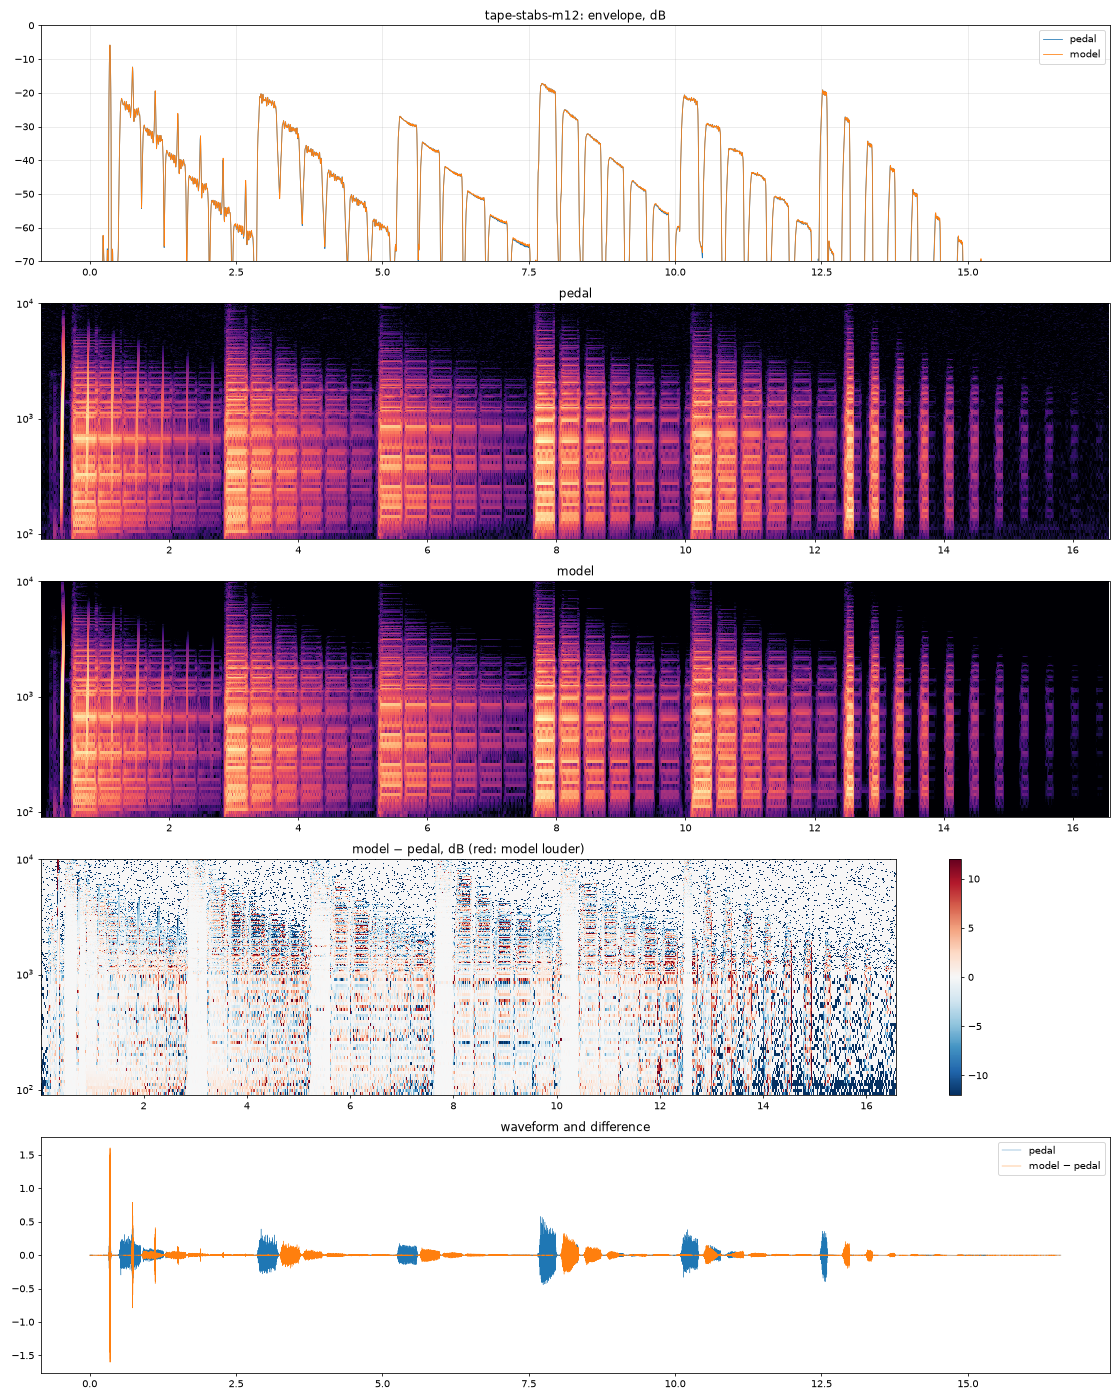 tape-stabs-m12: envelope, dB
0
−10
−20
−30
−40
−50
−60
−70
pedal
model
0.0 2.5 5.0 7.5 10.0 12.5 15.0
pedal
10⁴
10³
10²
2 4 6 8 10 12 14 16
model
10⁴
10³
10²
2 4 6 8 10 12 14 16
model − pedal, dB (red: model louder)
10⁴
10³
10²
2 4 6 8 10 12 14 16
10
5
0
−5
−10
waveform and difference
1.5
1.0
0.5
0.0
−0.5
−1.0
−1.5
pedal
model − pedal
0.0 2.5 5.0 7.5 10.0 12.5 15.0